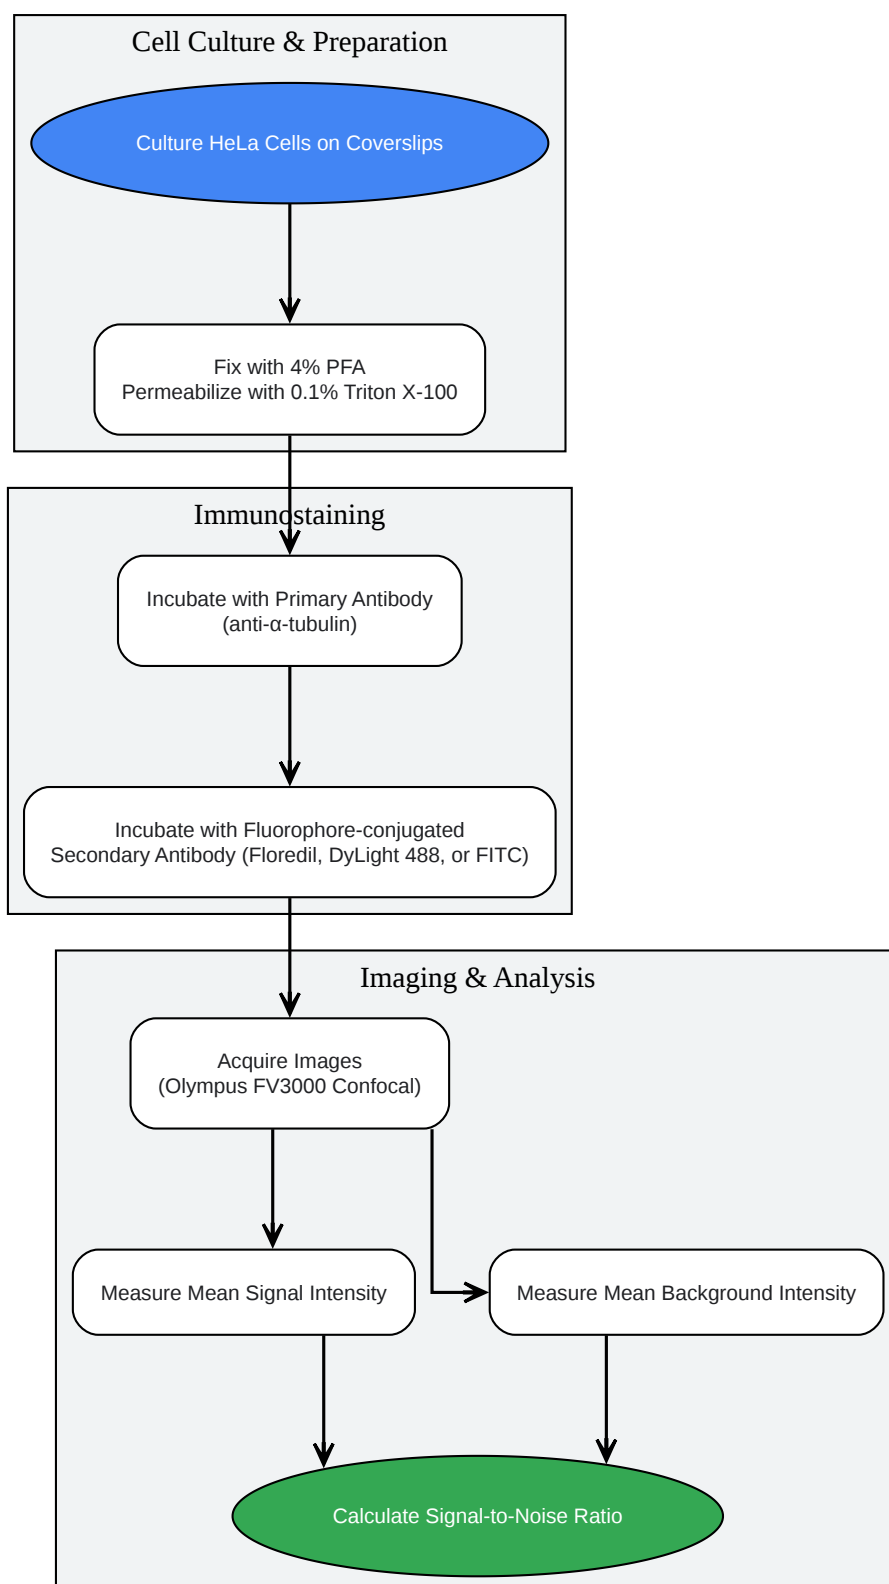 Cell Culture & Preparation
Culture HeLa Cells on Coverslips
Fix with 4% PFA
Permeabilize with 0.1% Triton X-100
Immunostaining
Incubate with Primary Antibody
(anti-α-tubulin)
Incubate with Fluorophore-conjugated
Secondary Antibody (Floredil, DyLight 488, or FITC)
Imaging & Analysis
Acquire Images
(Olympus FV3000 Confocal)
Measure Mean Signal Intensity
Measure Mean Background Intensity
Calculate Signal-to-Noise Ratio